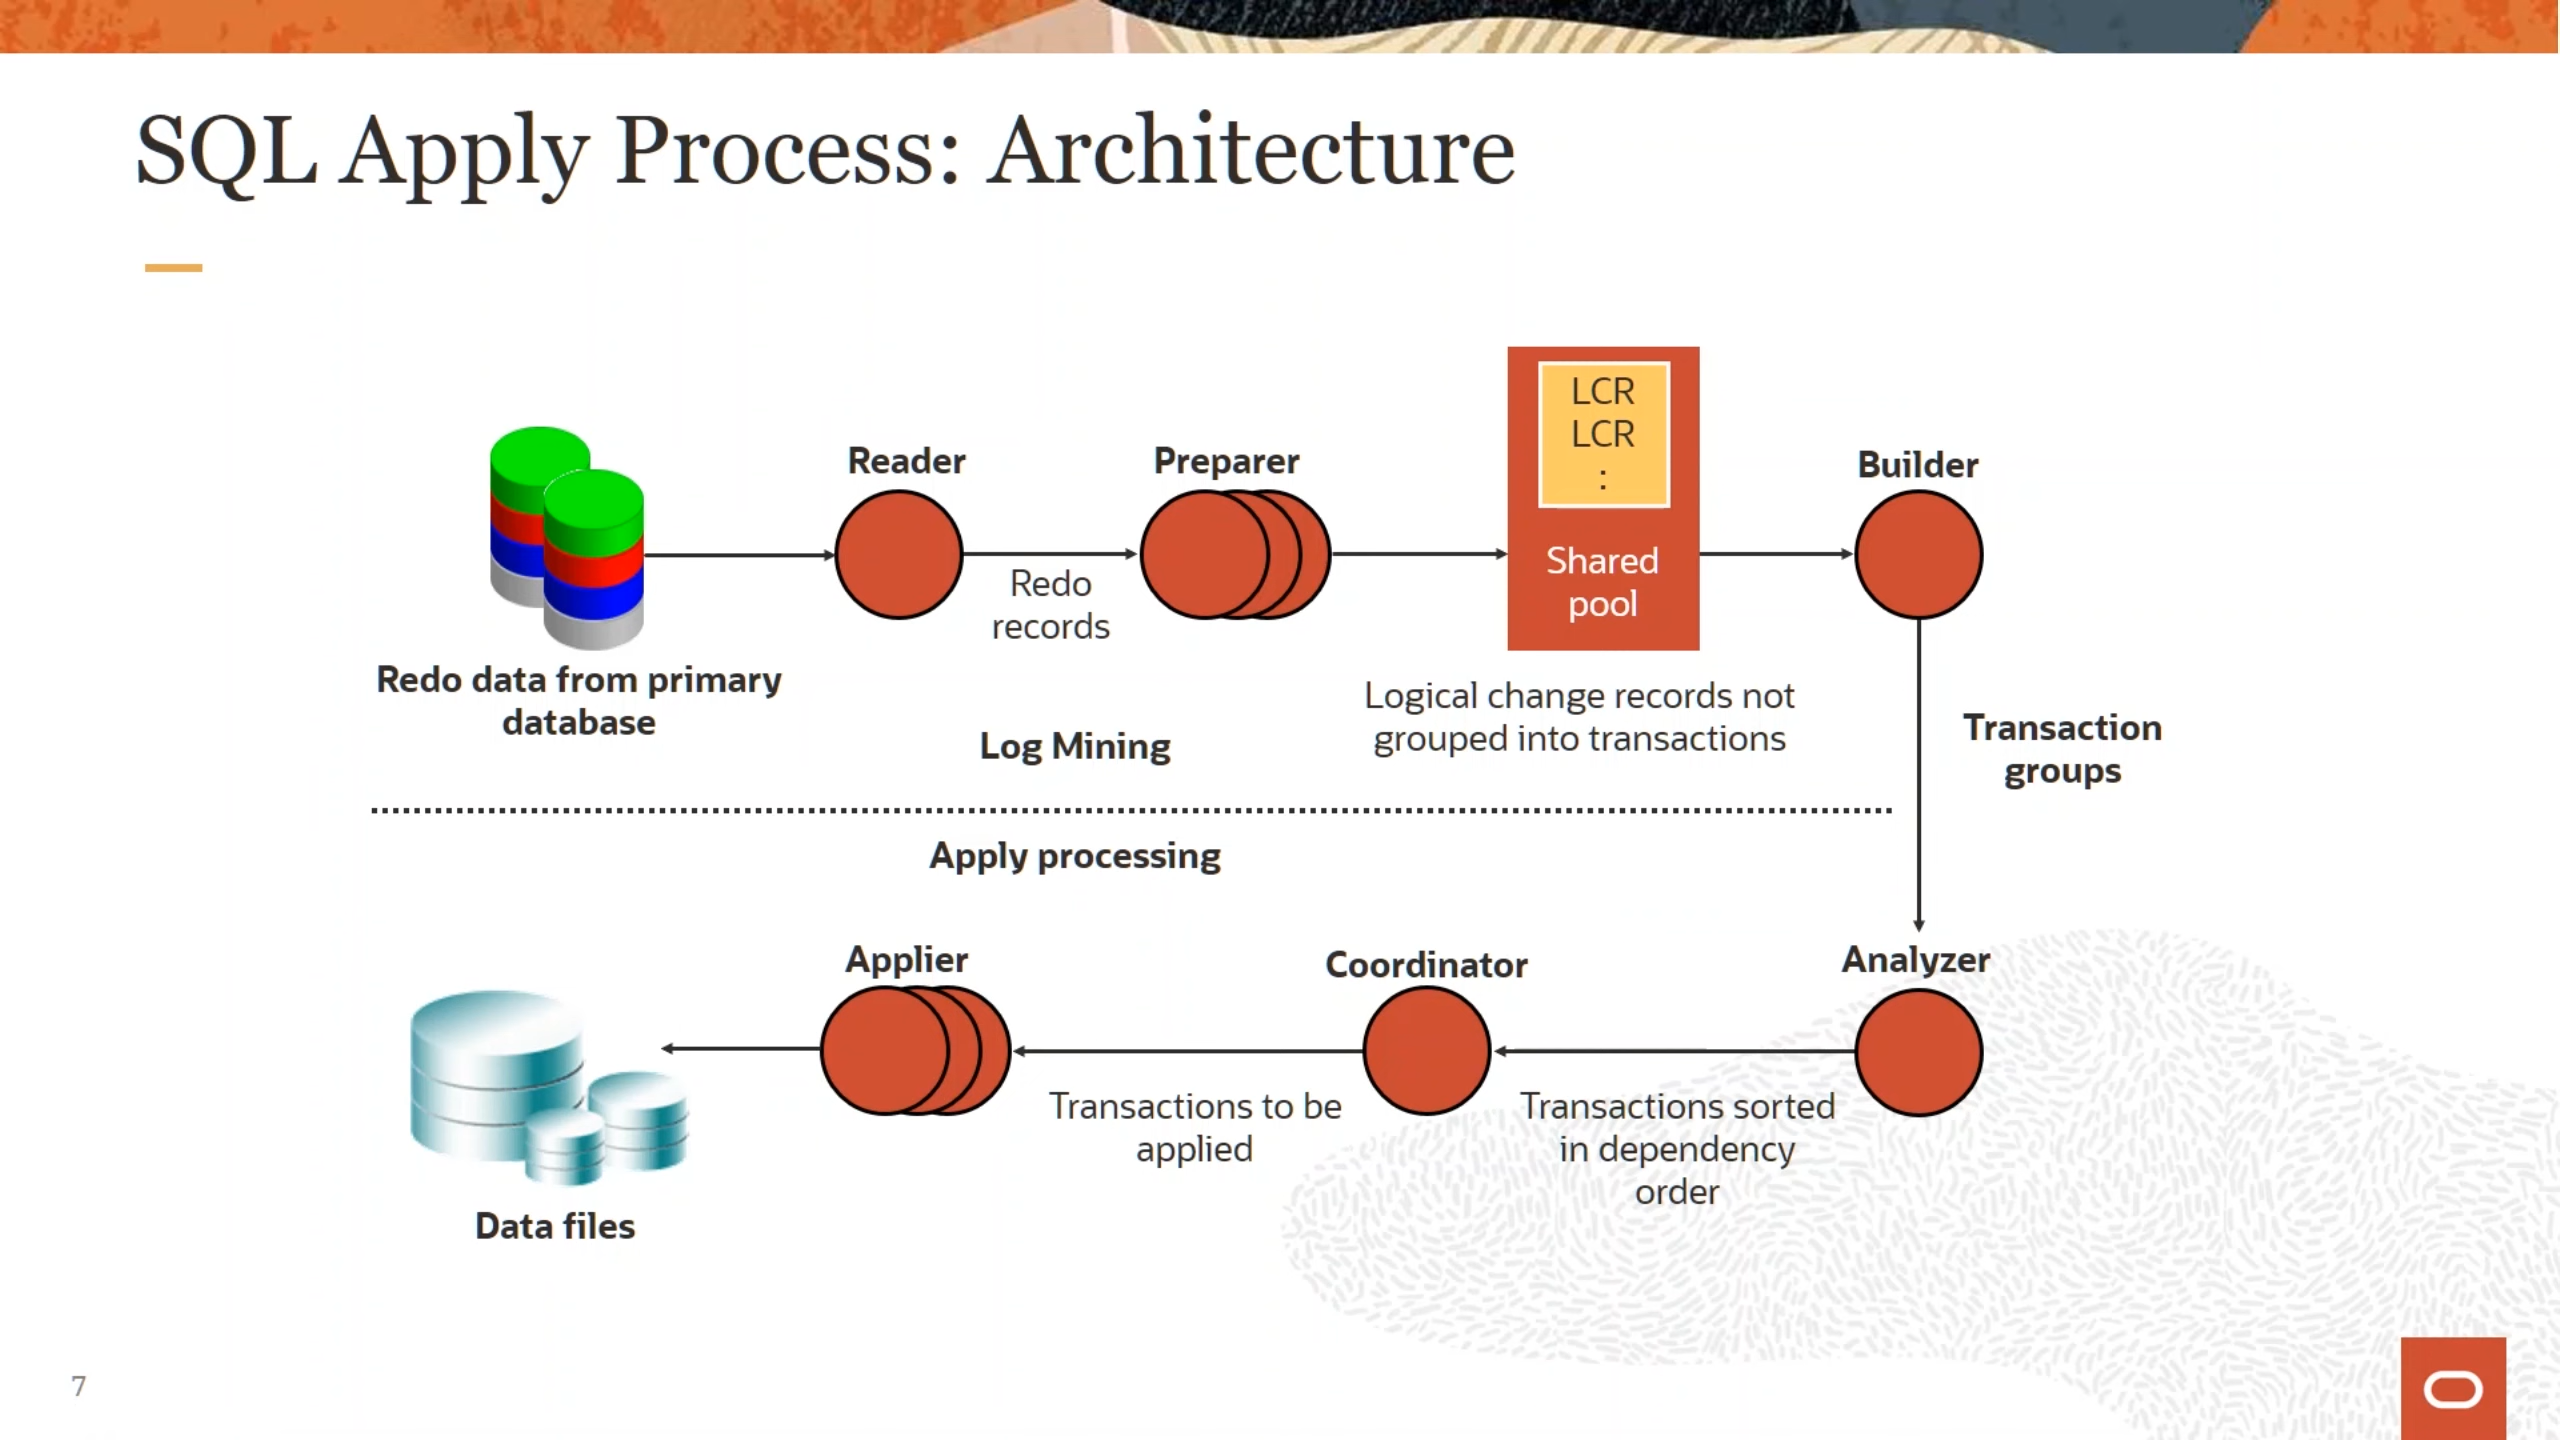 SQL Apply Process: Architecture
LCR
LCR
:
Shared
pool
Reader
Preparer
Builder
Redo
records
Redo data from primary
database
Logical change records not
grouped into transactions
Log Mining
Transaction
groups
Apply processing
Applier
Coordinator
Analyzer
Transactions to be
applied
Transactions sorted
in dependency
order
Data files
7